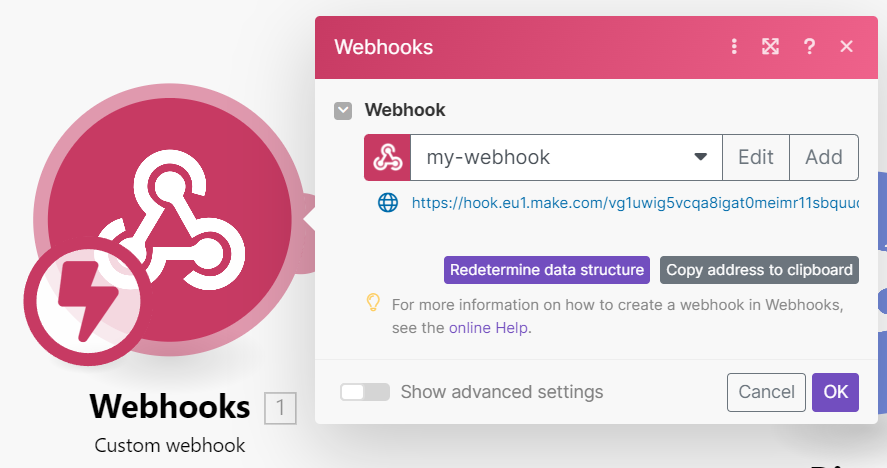 Webhooks
Webhook
my-webhook
Edit
Add
https://hook.eu1.make.com/vg1uwig5vcqa8igat0meimr11sbquuc
Redetermine data structure
Copy address to clipboard
For more information on how to create a webhook in Webhooks,
see the online Help.
Show advanced settings
Cancel
OK
Webhooks
1
Custom webhook